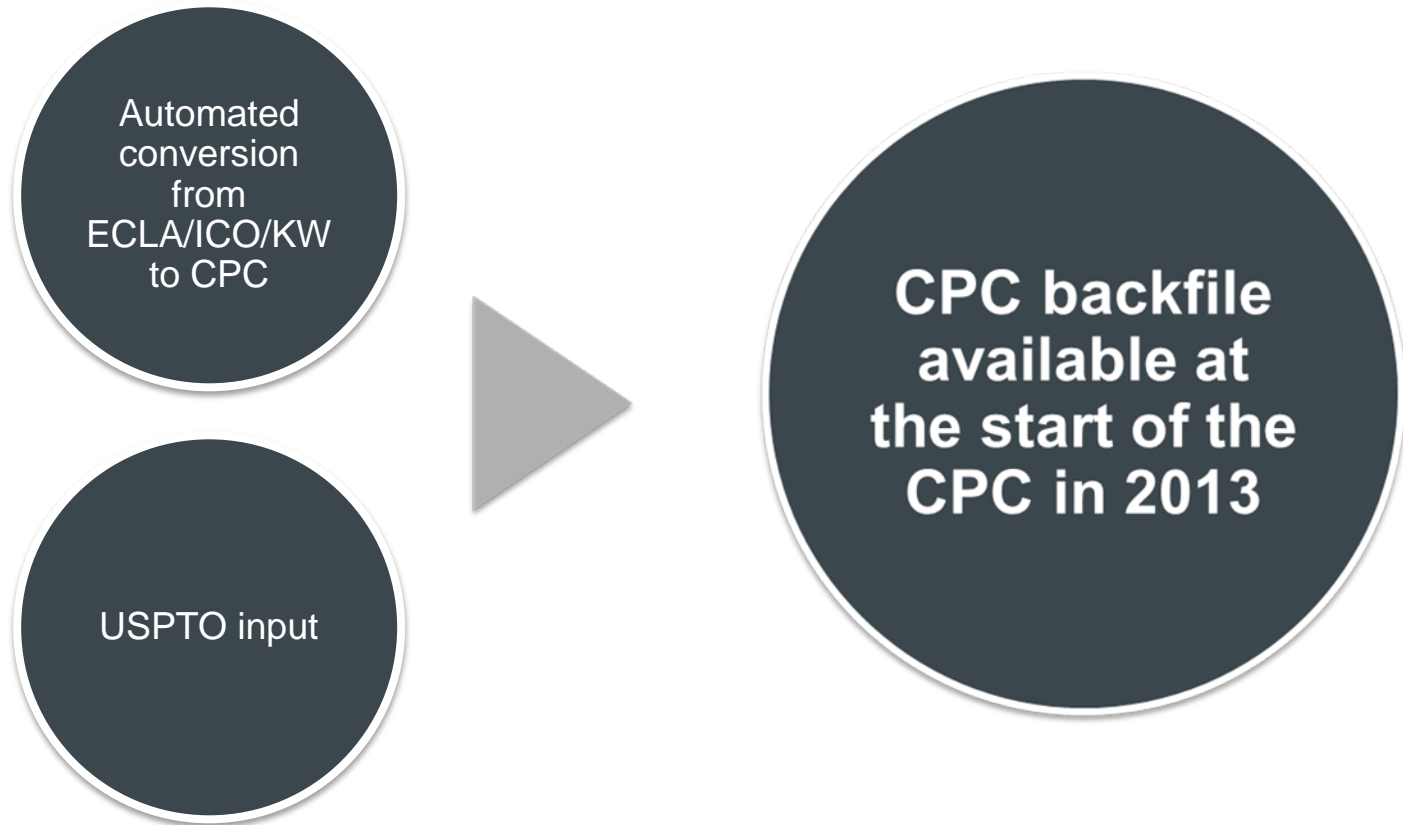 Automated
conversion
from
ECLA/ICO/KW
to CPC
USPTO input
CPC backfile
available at
the start of the
CPC in 2013